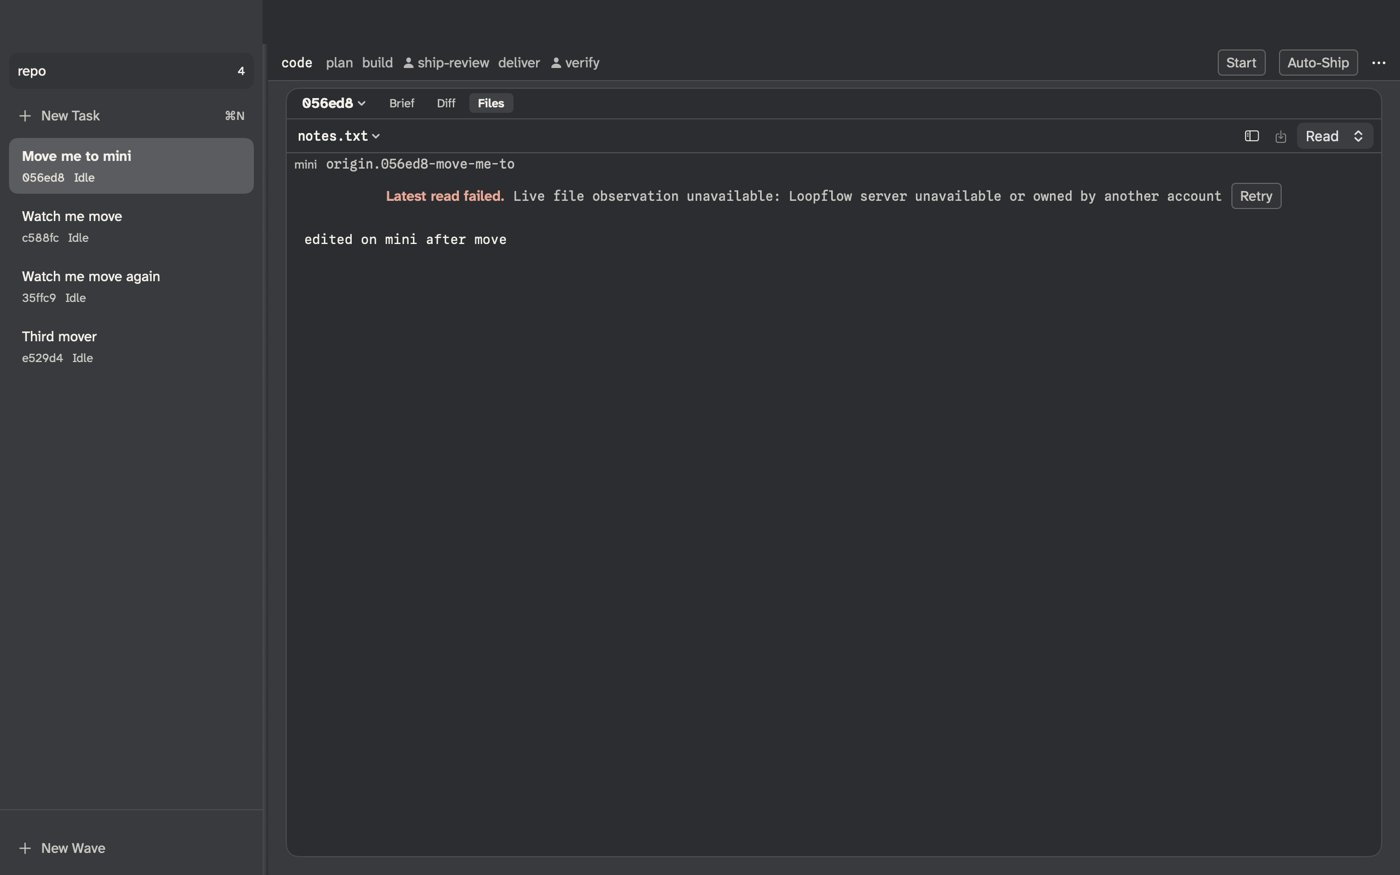 repo 4
New Task ⌘N
Move me to mini
056ed8 Idle
Watch me move
c588fc Idle
Watch me move again
35ffc9 Idle
Third mover
e529d4 Idle
New Wave
code plan build ship-review deliver verify Start Auto-Ship
056ed8 Brief Diff Files
notes.txt Read
mini origin.056ed8-move-me-to
Latest read failed. Live file observation unavailable: Loopflow server unavailable or owned by another account Retry
edited on mini after move